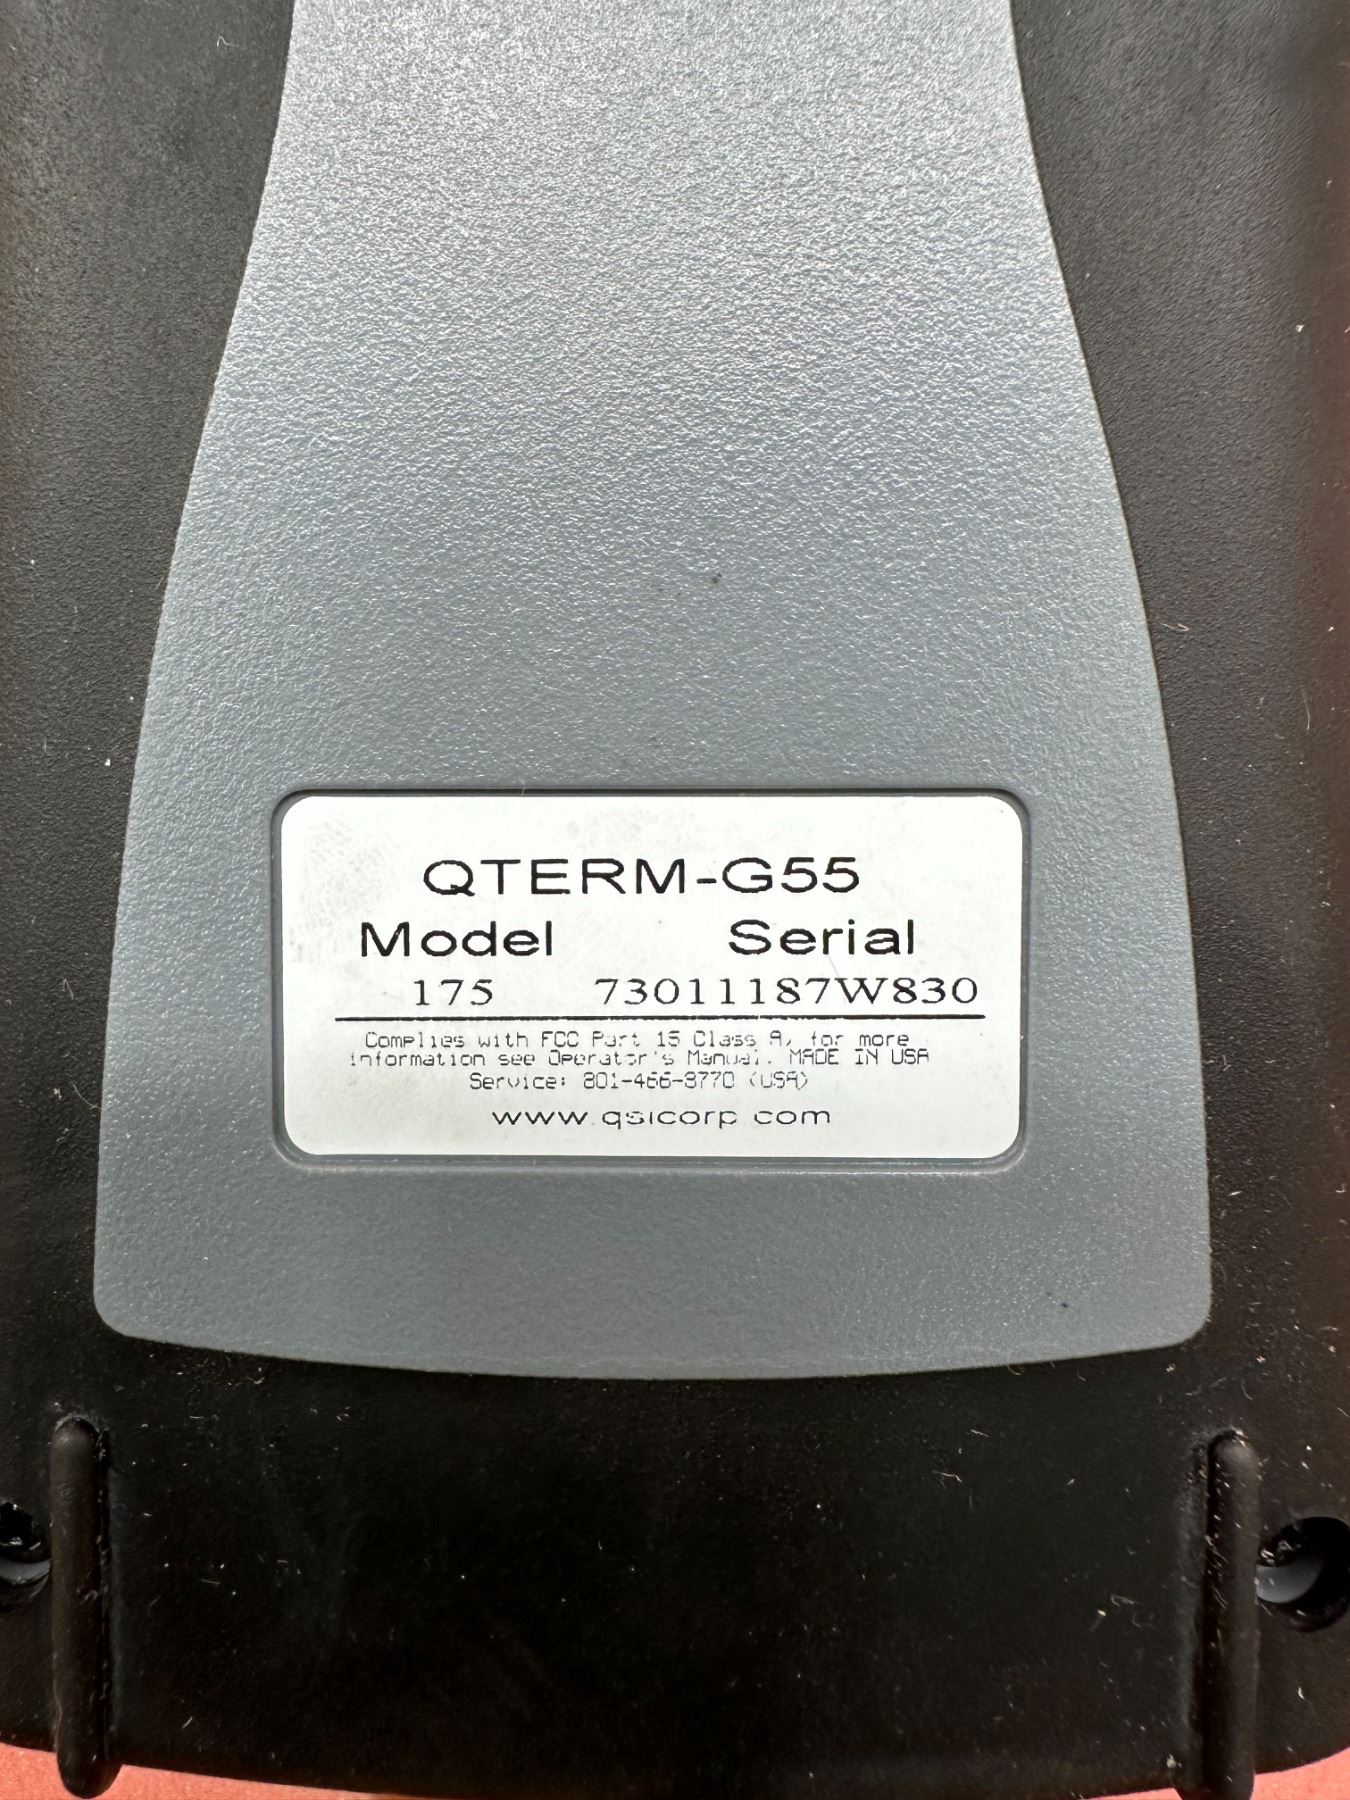 QTERM-G55
Model Serial
175 73011187W830
Complies with FCC Part 15 Class A, for more
information see Operator's Manual. MADE IN USA
Service: 801-466-8770 (USA)
www.qsicorp.com